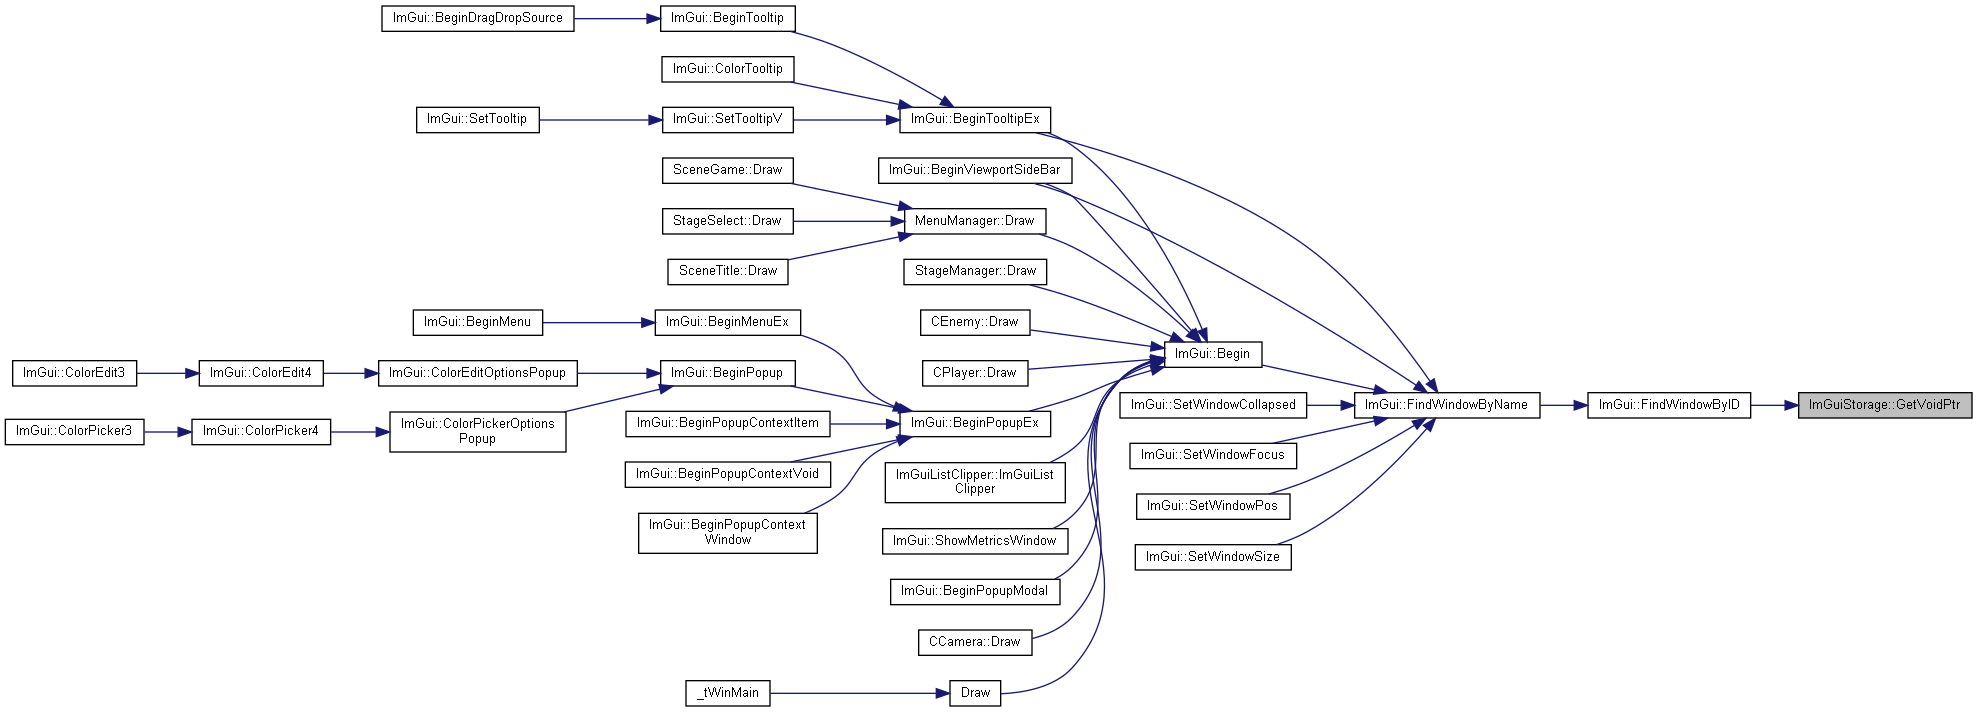 ImGui::BeginDragDropSource
ImGui::BeginTooltip
ImGui::ColorTooltip
ImGui::SetTooltip
ImGui::SetTooltipV
ImGui::BeginTooltipEx
SceneGame::Draw
ImGui::BeginViewportSideBar
StageSelect::Draw
MenuManager::Draw
SceneTitle::Draw
StageManager::Draw
ImGui::BeginMenu
ImGui::BeginMenuEx
CEnemy::Draw
ImGui::Begin
ImGui::ColorEdit3
ImGui::ColorEdit4
ImGui::ColorEditOptionsPopup
ImGui::BeginPopup
CPlayer::Draw
ImGui::SetWindowCollapsed
ImGui::FindWindowByName
ImGui::FindWindowByID
ImGuiStorage::GetVoidPtr
ImGui::ColorPicker3
ImGui::ColorPicker4
ImGui::ColorPickerOptions
Popup
ImGui::BeginPopupContextItem
ImGui::BeginPopupEx
ImGui::SetWindowFocus
ImGui::BeginPopupContextVoid
ImGuiListClipper::ImGuiList
Clipper
ImGui::SetWindowPos
ImGui::BeginPopupContext
Window
ImGui::ShowMetricsWindow
ImGui::SetWindowSize
ImGui::BeginPopupModal
CCamera::Draw
_tWinMain
Draw